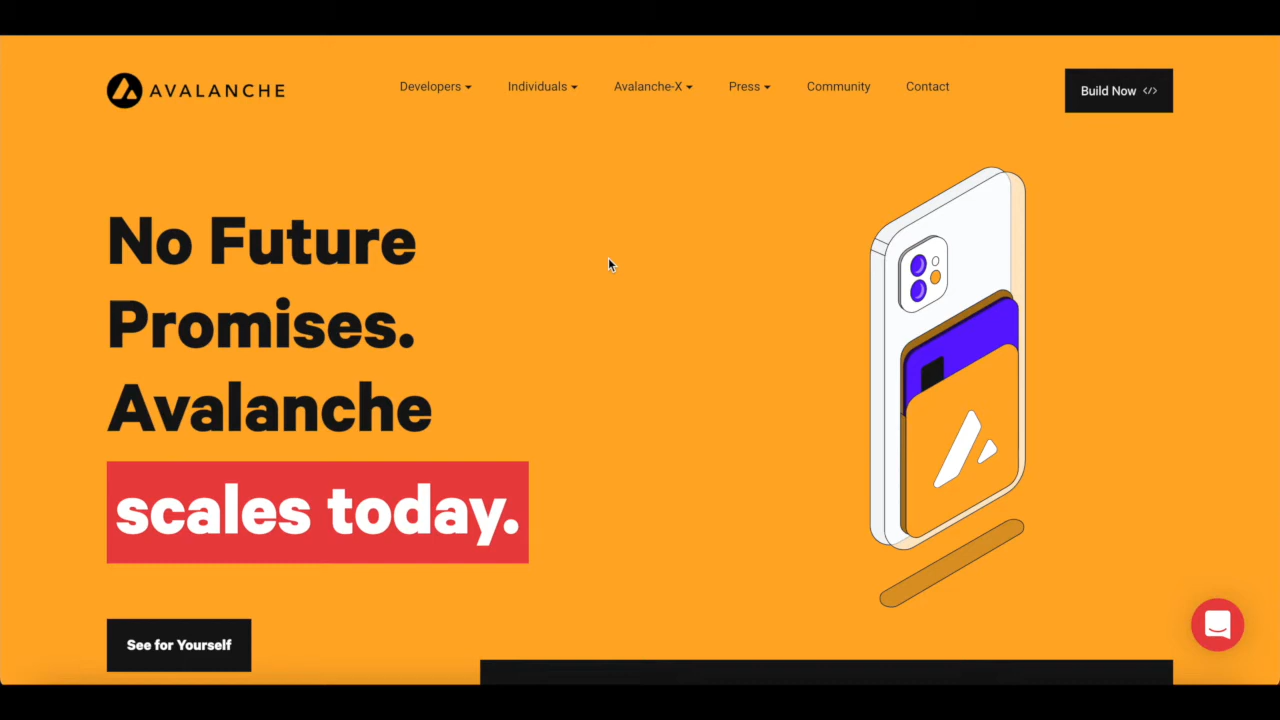 AVALANCHE
Developers
Individuals
Avalanche-X
Press
Community
Contact
Build Now </>
No Future
Promises.
Avalanche
scales today.
See for Yourself